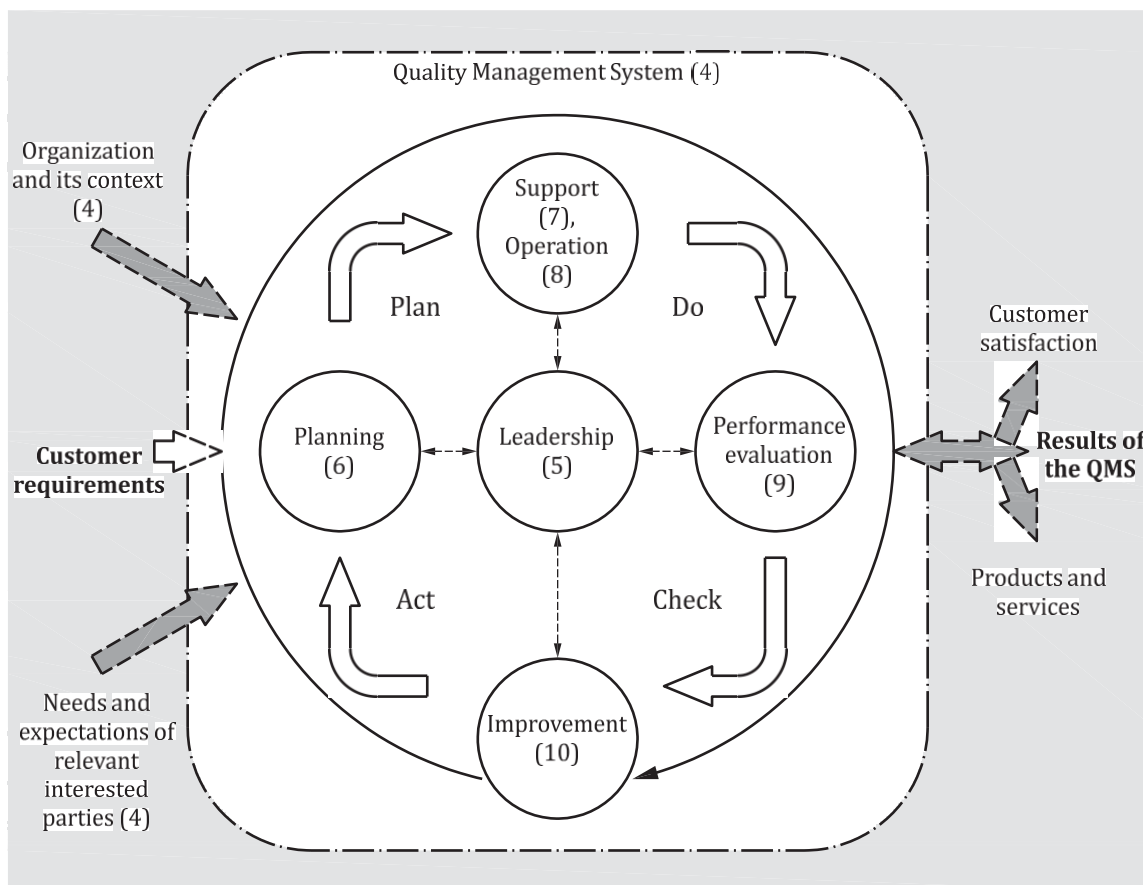 Quality Management System (4)
Organization
and its context
(4)
Support
(7),
Operation
(8)
Plan
Do
Customer
satisfaction
Planning
(6)
Leadership
(5)
Performance
evaluation
(9)
Customer
requirements
Results of
the QMS
Act
Check
Products and
services
Needs and
expectations of
relevant
interested
parties (4)
Improvement
(10)